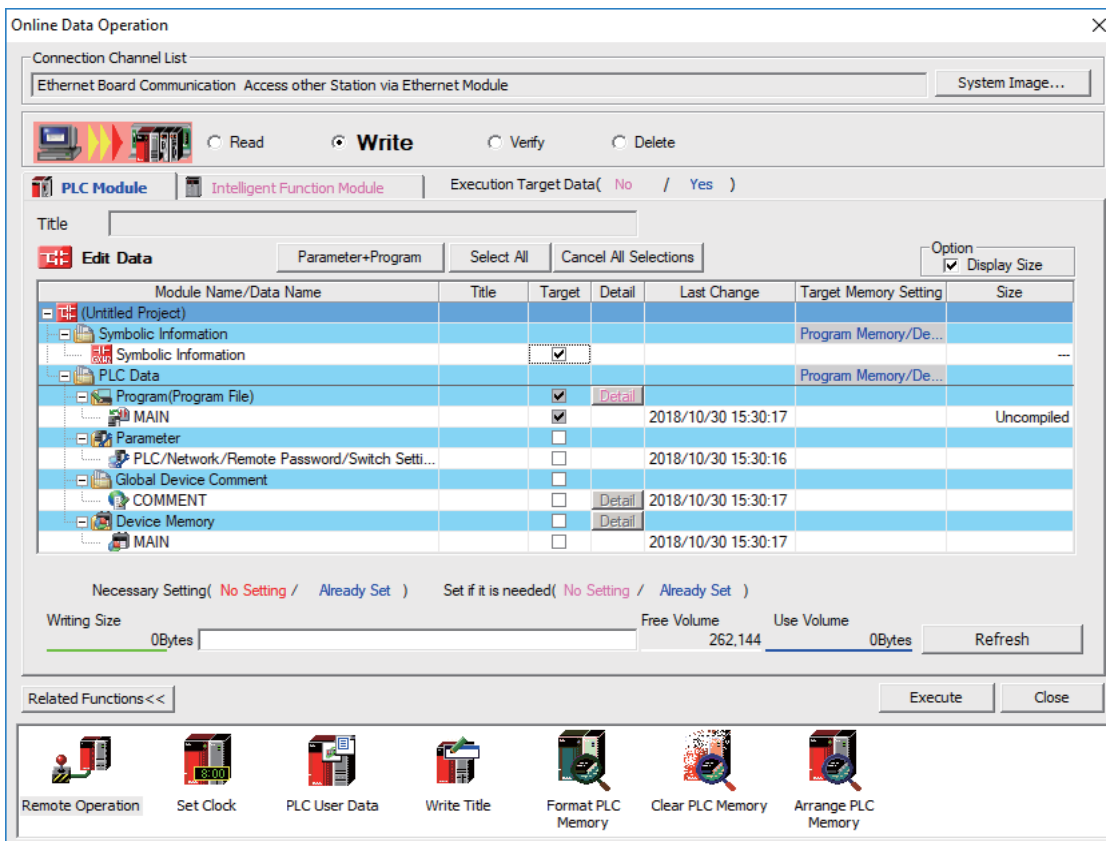 Online Data Operation
Connection Channel List
Ethernet Board Communication Access other Station via Ethernet Module
System Image...
Read Write Verify Delete
PLC Module Intelligent Function Module Execution Target Data( No / Yes )
Title
Edit Data Parameter+Program Select All Cancel All Selections Option Display Size
Module Name/Data Name Title Target Detail Last Change Target Memory Setting Size
(Untitled Project)
Symbolic Information Program Memory/De...
Symbolic Information ---
PLC Data Program Memory/De...
Program(Program File) Detail
MAIN 2018/10/30 15:30:17 Uncompiled
Parameter
PLC/Network/Remote Password/Switch Setti... 2018/10/30 15:30:16
Global Device Comment
COMMENT Detail 2018/10/30 15:30:17
Device Memory Detail
MAIN 2018/10/30 15:30:17
Necessary Setting( No Setting / Already Set ) Set if it is needed( No Setting / Already Set )
Writing Size Free Volume Use Volume
0Bytes 262,144 0Bytes Refresh
Related Functions<< Execute Close
8:00
Remote Operation Set Clock PLC User Data Write Title Format PLC Memory Clear PLC Memory Arrange PLC Memory